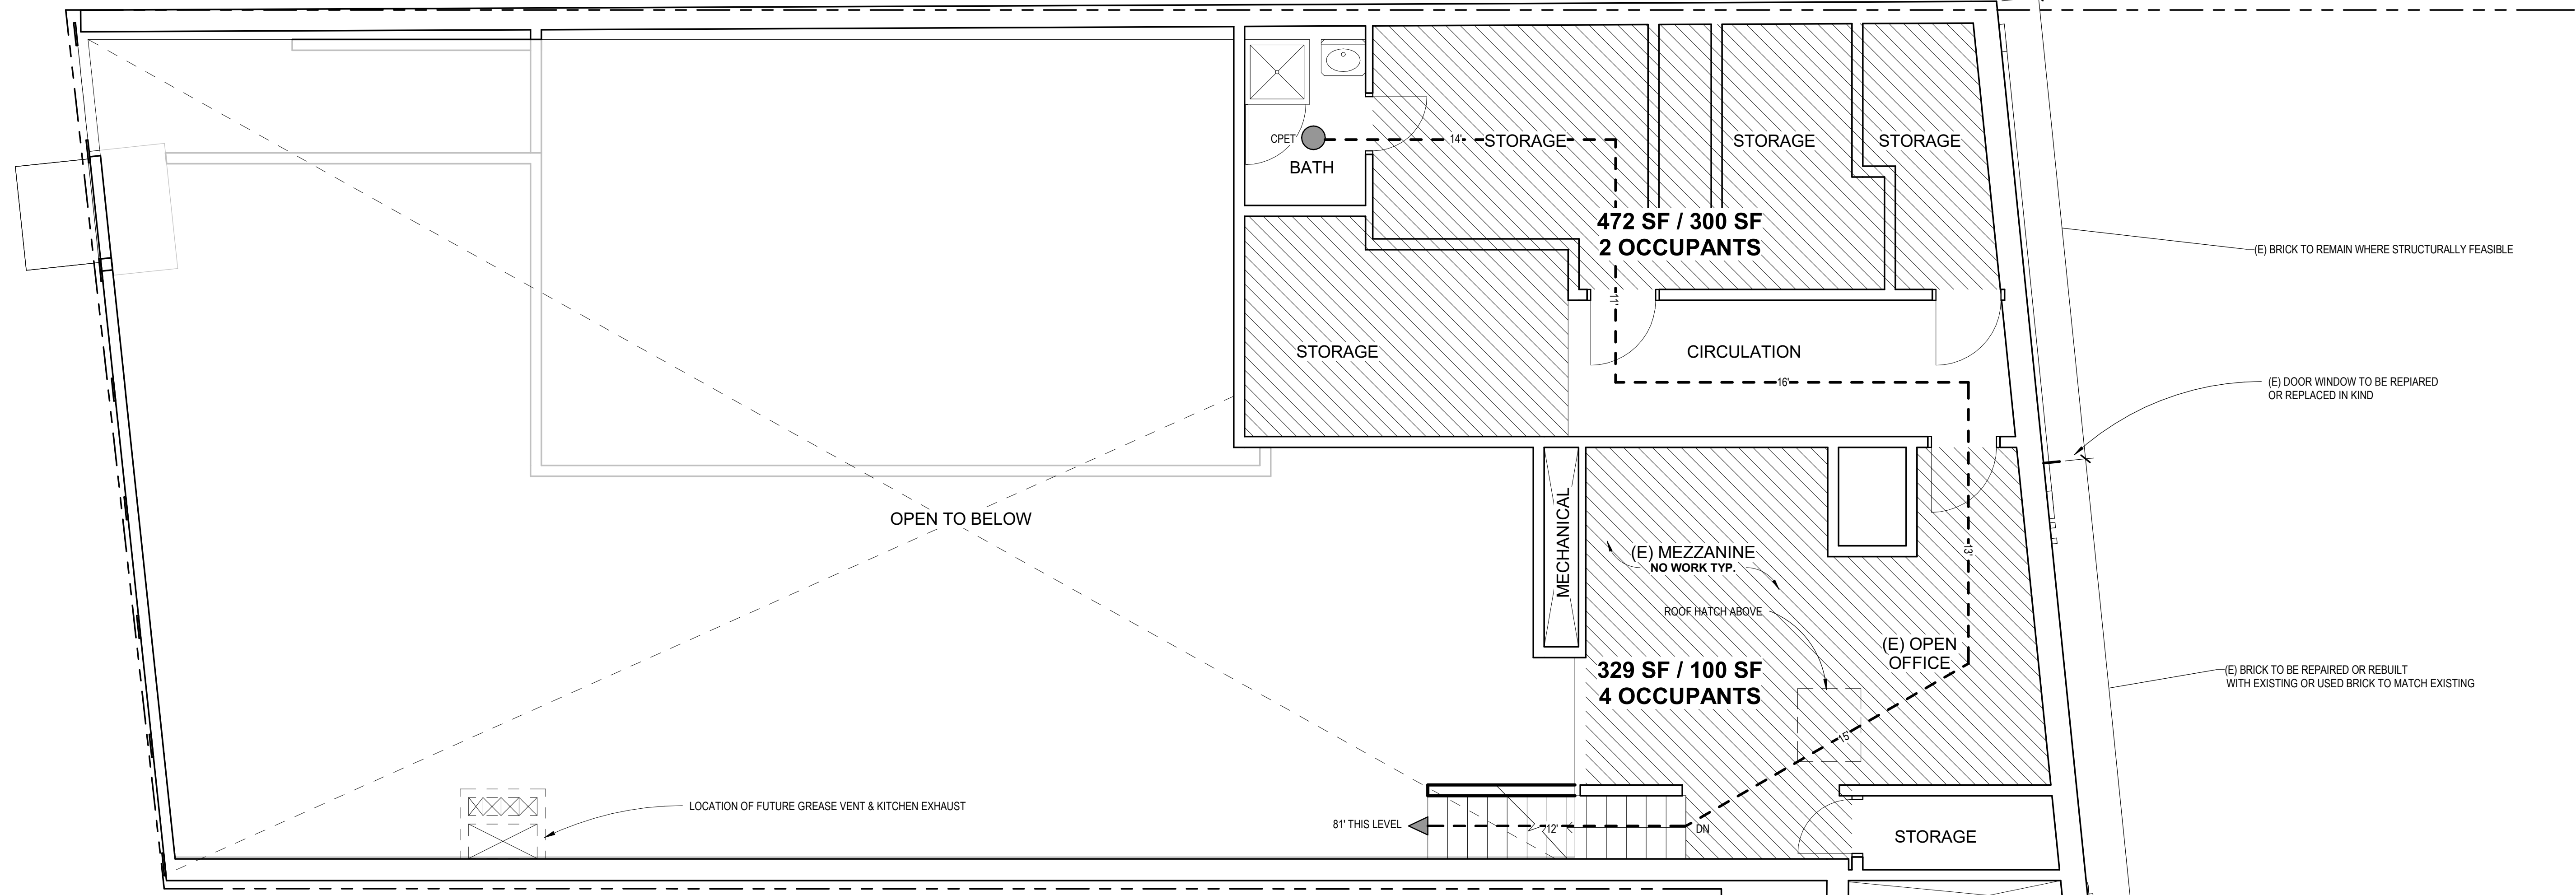 CPET
BATH
14'
STORAGE
STORAGE
STORAGE
472 SF / 300 SF
2 OCCUPANTS
11'
STORAGE
CIRCULATION
16'
(E) BRICK TO REMAIN WHERE STRUCTURALLY FEASIBLE
(E) DOOR WINDOW TO BE REPIARED
OR REPLACED IN KIND
OPEN TO BELOW
MECHANICAL
(E) MEZZANINE
NO WORK TYP.
13'
ROOF HATCH ABOVE
(E) OPEN
OFFICE
329 SF / 100 SF
4 OCCUPANTS
(E) BRICK TO BE REPAIRED OR REBUILT
WITH EXISTING OR USED BRICK TO MATCH EXISTING
15'
LOCATION OF FUTURE GREASE VENT & KITCHEN EXHAUST
81' THIS LEVEL
12'
DN
STORAGE